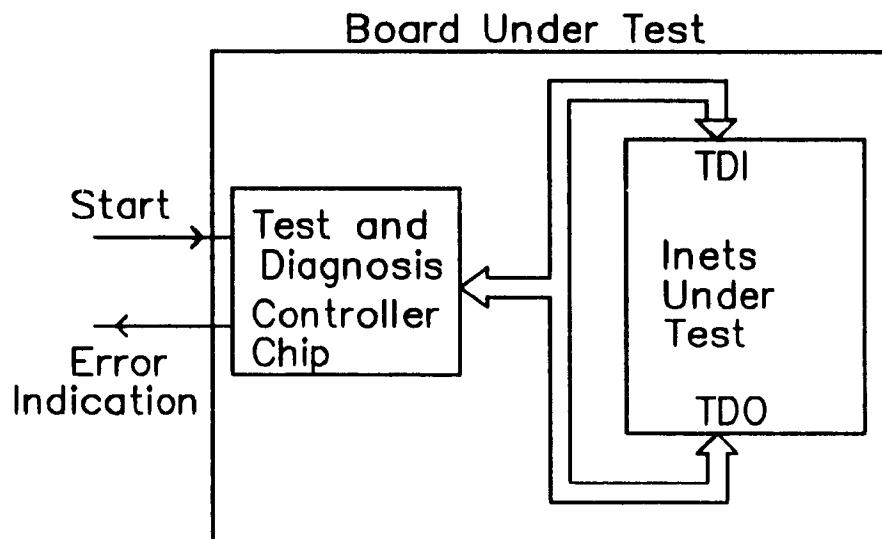 Board Under Test
Start
Test and
Diagnosis
Controller
Chip
Error
Indication
TDI
Inets
Under
Test
TDO